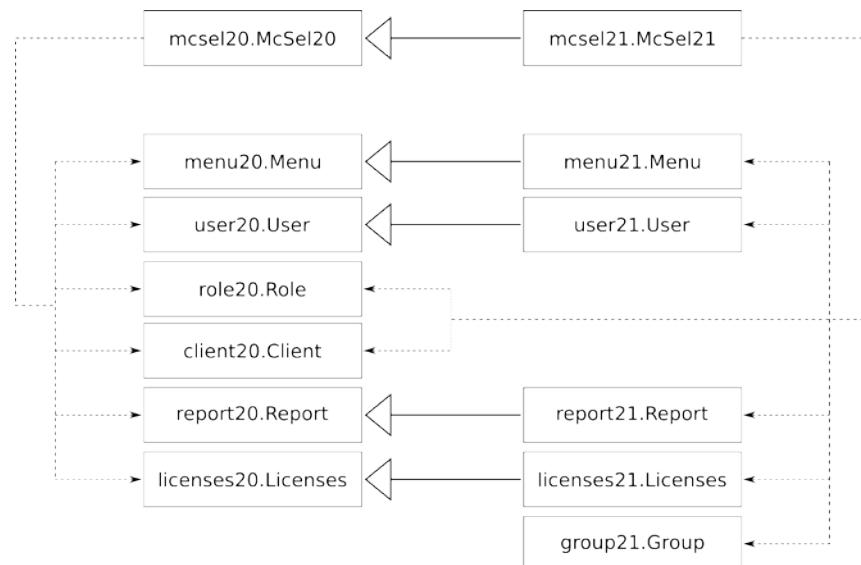 mcsel20.McSel20
mcsel21.McSel21
menu20.Menu
menu21.Menu
user20.User
user21.User
role20.Role
client20.Client
report20.Report
report21.Report
licenses20.Licenses
licenses21.Licenses
group21.Group